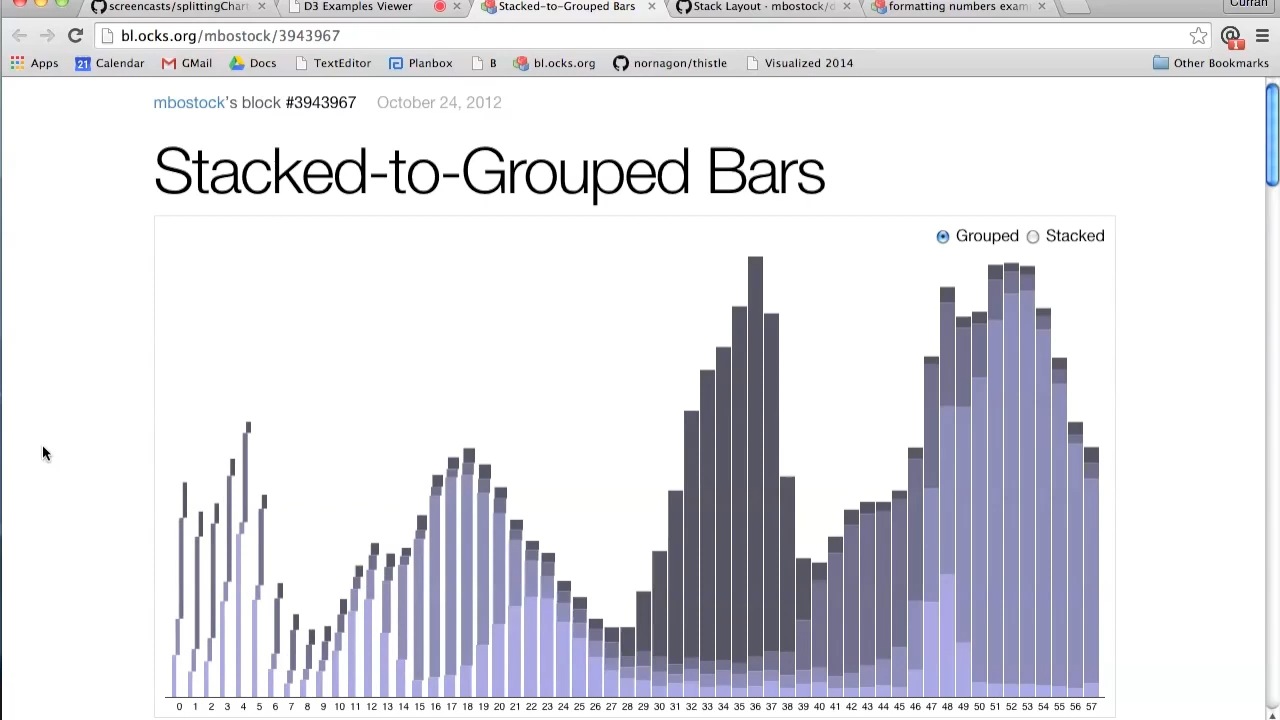 screencasts/splittingChar
D3 Examples Viewer
Stacked-to-Grouped Bars
Stack Layout · mbostock/d
formatting numbers exam
Curran
bl.ocks.org/mbostock/3943967
1
Apps
21 Calendar
GMail
Docs
TextEditor
Planbox
B
bl.ocks.org
nornagon/thistle
Visualized 2014
Other Bookmarks
mbostock's block #3943967 October 24, 2012
Stacked-to-Grouped Bars
Grouped Stacked
0 1 2 3 4 5 6 7 8 9 10 11 12 13 14 15 16 17 18 19 20 21 22 23 24 25 26 27 28 29 30 31 32 33 34 35 36 37 38 39 40 41 42 43 44 45 46 47 48 49 50 51 52 53 54 55 56 57